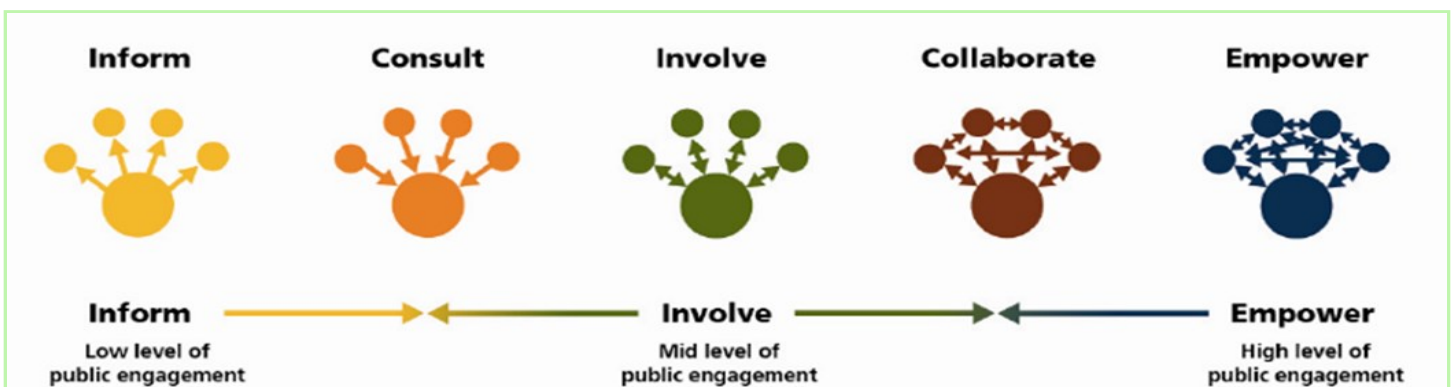 Inform Consult Involve Collaborate Empower
Inform Involve Empower
Low level of Mid level of High level of
public engagement public engagement public engagement